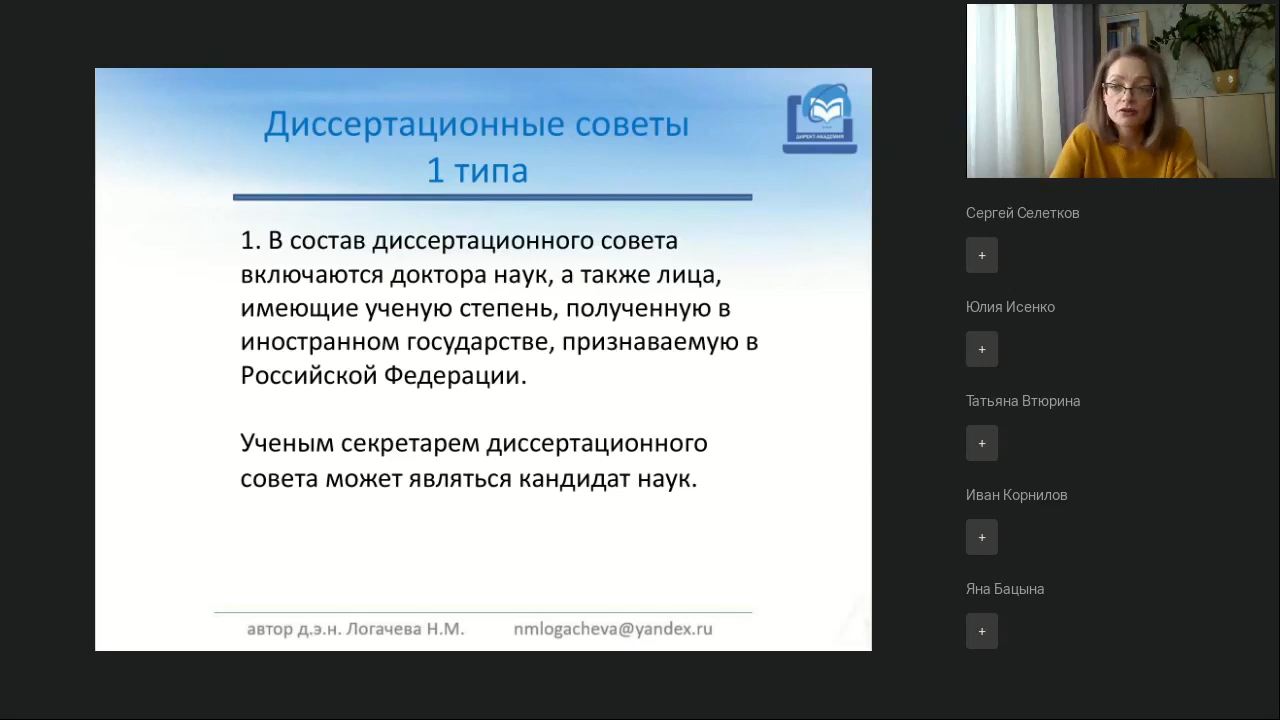 Диссертационные советы
1 типа
ДИРЕКТ-АКАДЕМИЯ
1. В состав диссертационного совета
включаются доктора наук, а также лица,
имеющие ученую степень, полученную в
иностранном государстве, признаваемую в
Российской Федерации.
Ученым секретарем диссертационного
совета может являться кандидат наук.
автор д.э.н. Логачева Н.М. nmlogacheva@yandex.ru
Сергей Селетков
+
Юлия Исенко
+
Татьяна Втюрина
+
Иван Корнилов
+
Яна Бацына
+